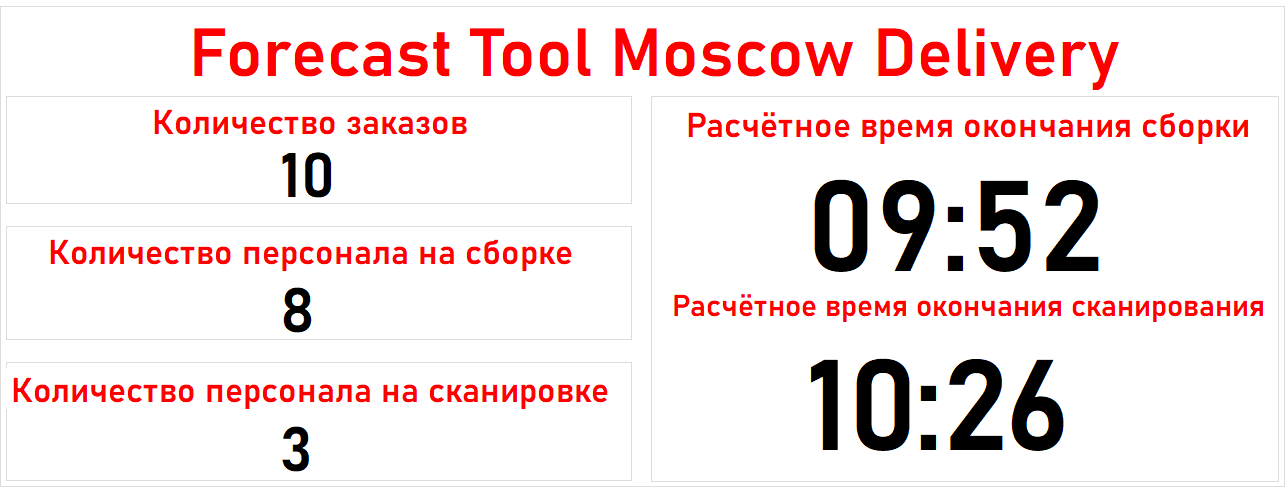 Forecast Tool Moscow Delivery
Количество заказов
10
Количество персонала на сборке
8
Количество персонала на сканировке
3
Расчётное время окончания сборки
09:52
Расчётное время окончания сканирования
10:26